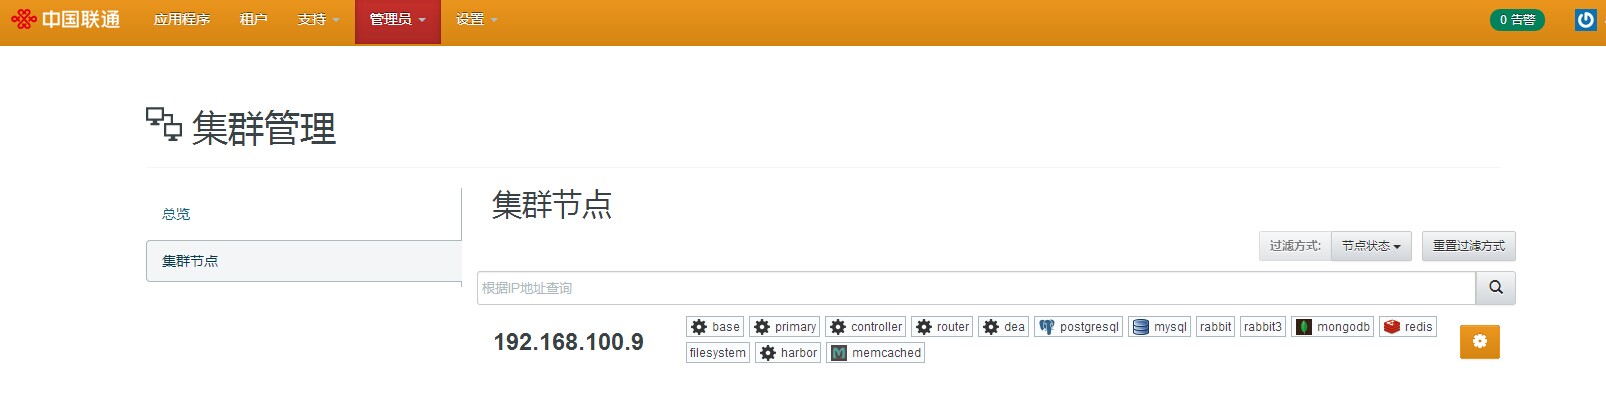 中国联通 应用程序 租户 支持 管理员 设置 0 告警
集群管理
总览
集群节点
集群节点
过滤方式: 节点状态 重置过滤方式
根据IP地址查询
192.168.100.9
base primary controller router dea postgresql mysql rabbit rabbit3 mongodb redis
filesystem harbor memcached